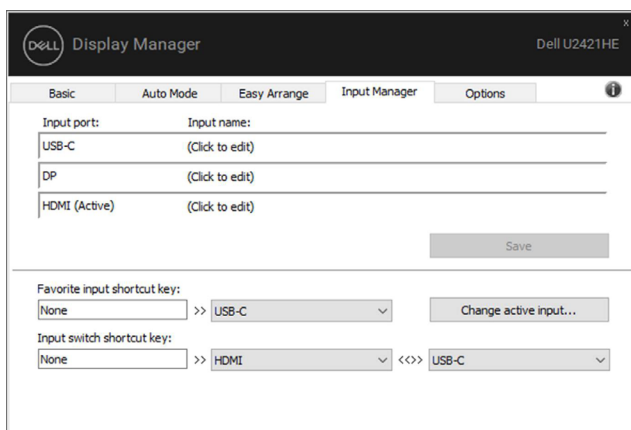 x
DELL Display Manager Dell U2421HE
Basic Auto Mode Easy Arrange Input Manager Options i
Input port: Input name:
USB-C (Click to edit)
DP (Click to edit)
HDMI (Active) (Click to edit)
Save
Favorite input shortcut key:
None >> USB-C Change active input...
Input switch shortcut key:
None >> HDMI <<>> USB-C